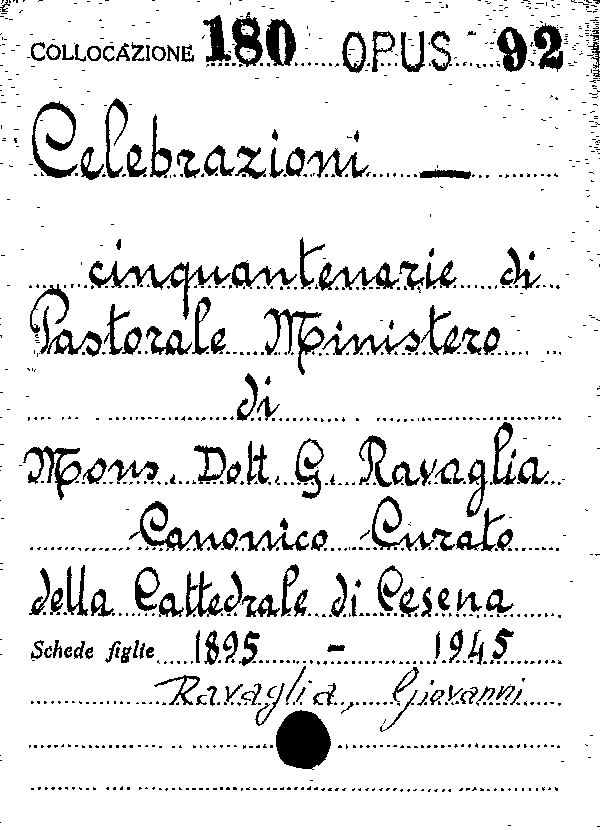 COLLOCAZIONE 180 OPUS 92
Celebrazioni —
cinquantenarie di
Pastorale Ministero
di
Mons. Dott. G. Ravaglia
Canonico Curato
della Cattedrale di Cesena
Schede figlie 1895 - 1945
Ravaglia, Giovanni